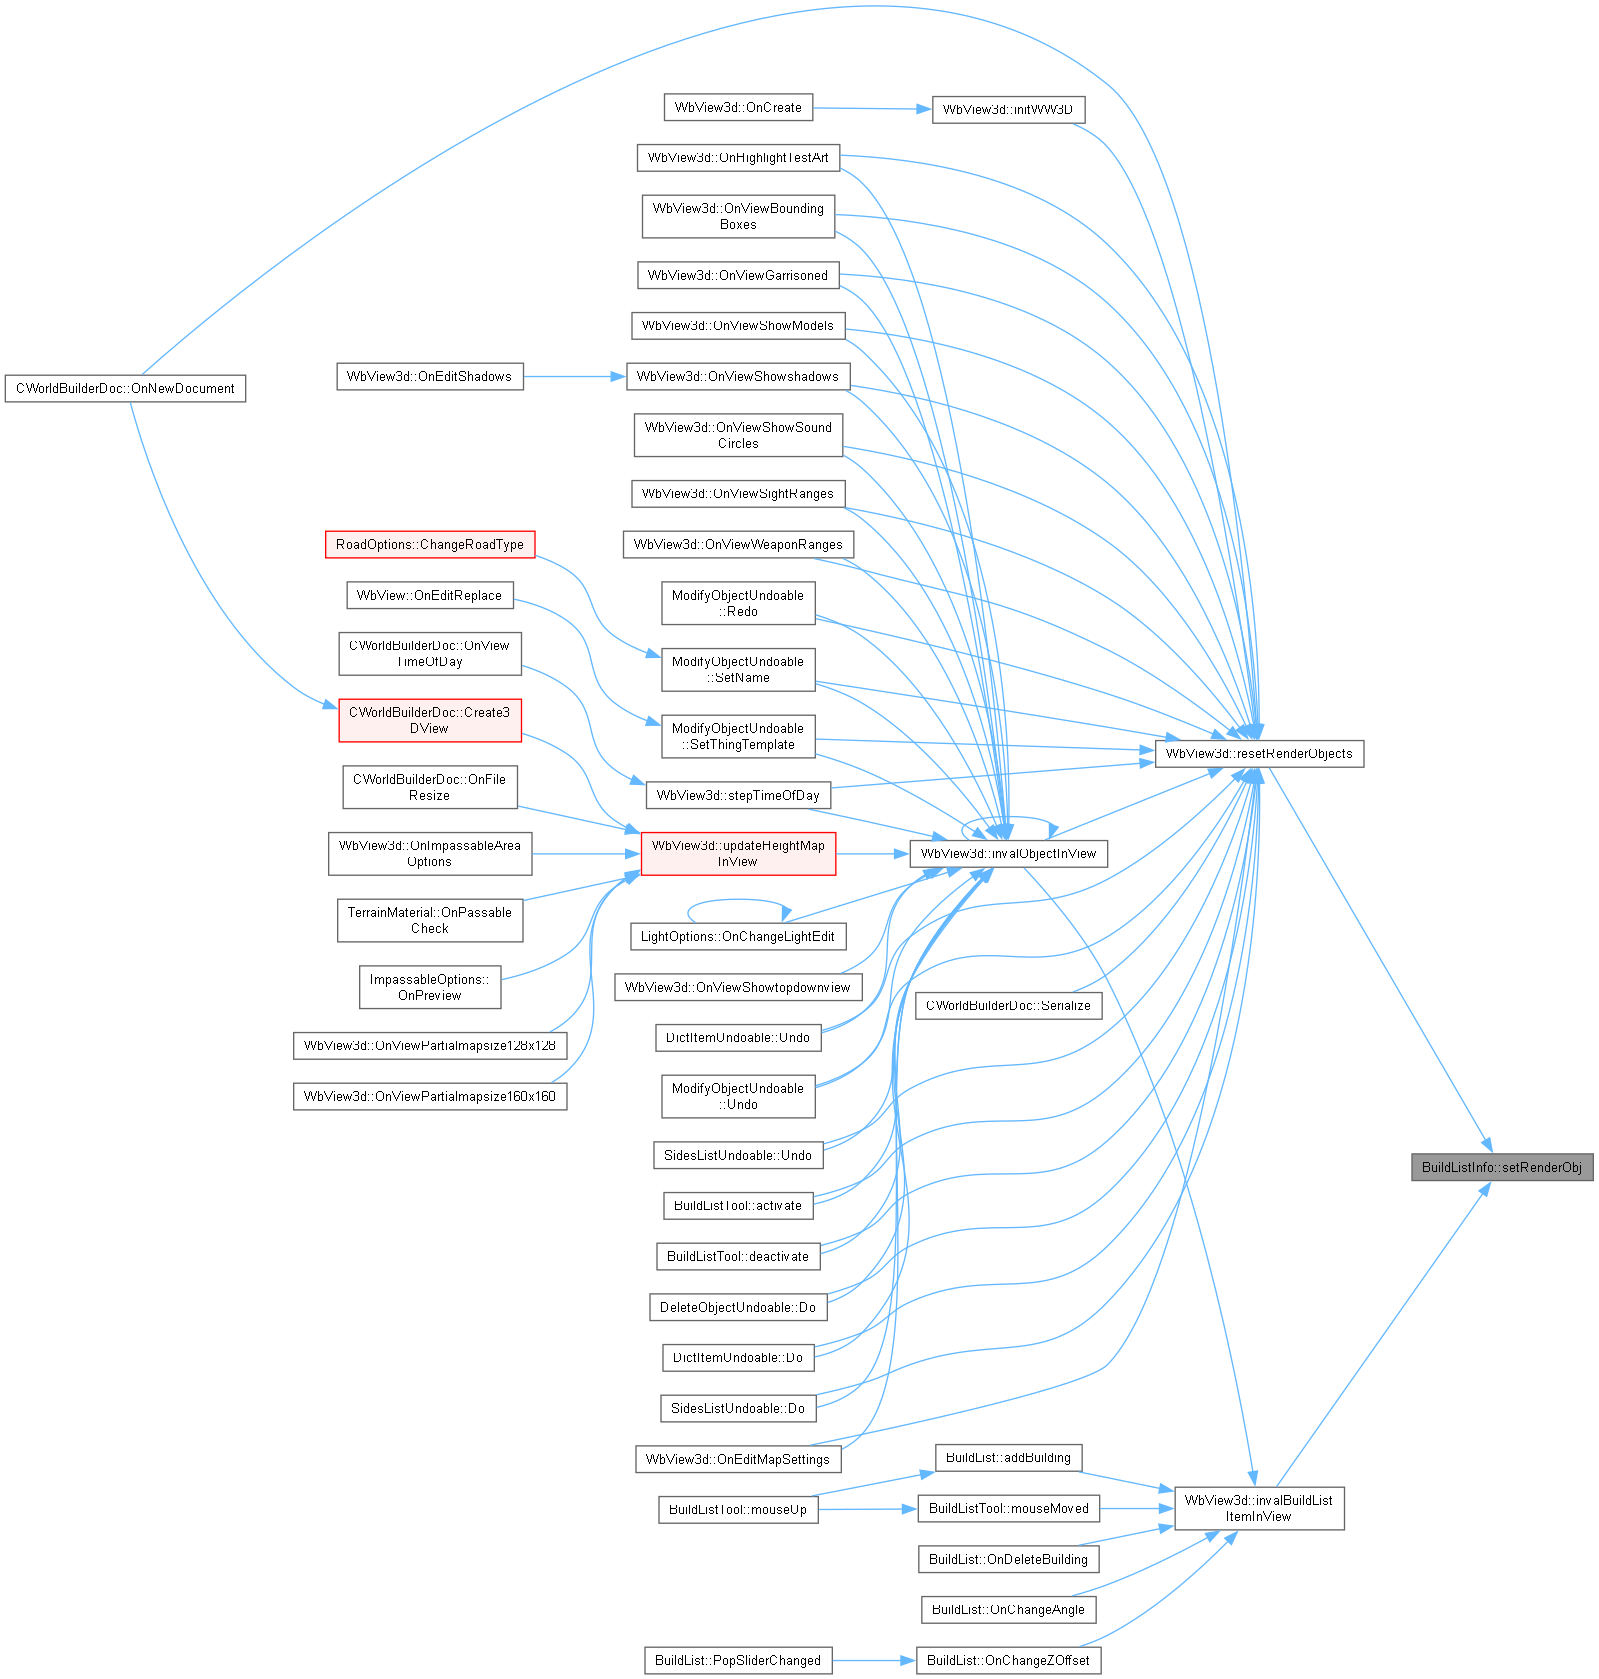 WbView3d::OnCreate
WbView3d::initWW3D
WbView3d::OnHighlightTestArt
WbView3d::OnViewBounding
Boxes
WbView3d::OnViewGarrisoned
WbView3d::OnViewShowModels
CWorldBuilderDoc::OnNewDocument
WbView3d::OnEditShadows
WbView3d::OnViewShowshadows
WbView3d::OnViewShowSound
Circles
WbView3d::OnViewSightRanges
RoadOptions::ChangeRoadType
WbView3d::OnViewWeaponRanges
WbView::OnEditReplace
ModifyObjectUndoable
::Redo
CWorldBuilderDoc::OnView
TimeOfDay
ModifyObjectUndoable
::SetName
CWorldBuilderDoc::Create3
DView
ModifyObjectUndoable
::SetThingTemplate
WbView3d::resetRenderObjects
CWorldBuilderDoc::OnFile
Resize
WbView3d::stepTimeOfDay
WbView3d::OnImpassableArea
Options
WbView3d::updateHeightMap
InView
WbView3d::invalObjectInView
TerrainMaterial::OnPassable
Check
LightOptions::OnChangeLightEdit
ImpassableOptions::
OnPreview
WbView3d::OnViewShowtopdownview
CWorldBuilderDoc::Serialize
WbView3d::OnViewPartialmapsize128x128
DictItemUndoable::Undo
WbView3d::OnViewPartialmapsize160x160
ModifyObjectUndoable
::Undo
SidesListUndoable::Undo
BuildListInfo::setRenderObj
BuildListTool::activate
BuildListTool::deactivate
DeleteObjectUndoable::Do
DictItemUndoable::Do
SidesListUndoable::Do
WbView3d::OnEditMapSettings
BuildList::addBuilding
WbView3d::invalBuildList
ItemInView
BuildListTool::mouseUp
BuildListTool::mouseMoved
BuildList::OnDeleteBuilding
BuildList::OnChangeAngle
BuildList::PopSliderChanged
BuildList::OnChangeZOffset